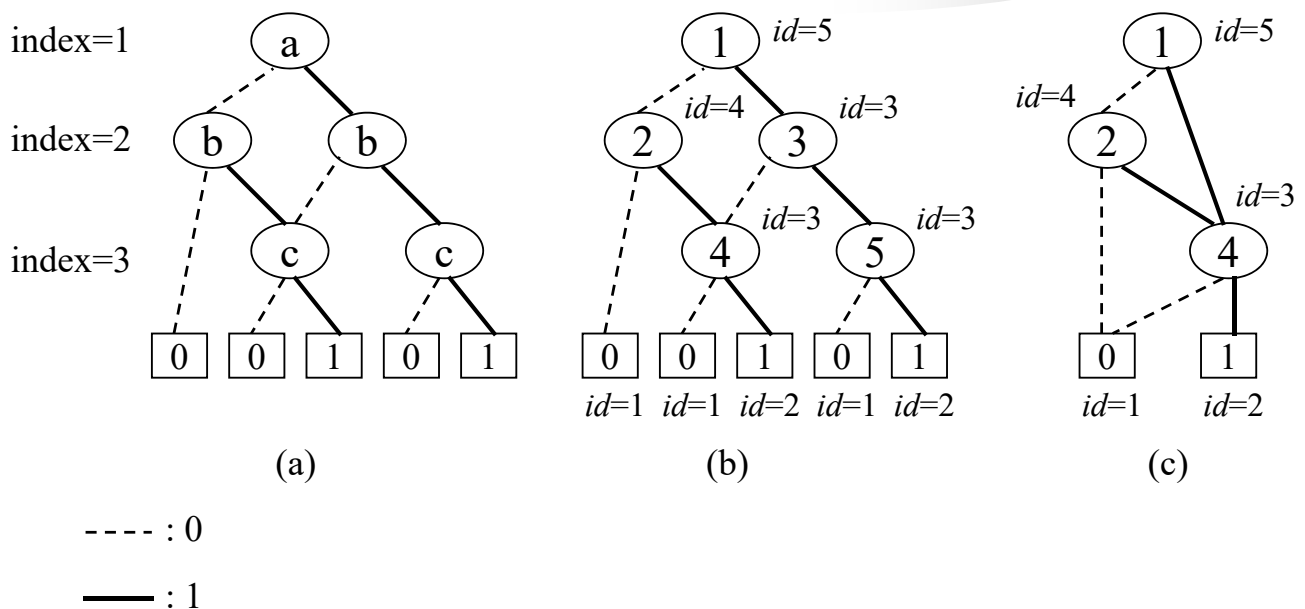 index=1 a 1 id=5 1 id=5
index=2 b b 2 id=4 3 id=3 id=4 2
index=3 c c 4 id=3 5 id=3 4 id=3
0 0 1 0 1 0 0 1 0 1 0 1
id=1 id=1 id=2 id=1 id=2 id=1 id=2
(a) (b) (c)
: 0
: 1